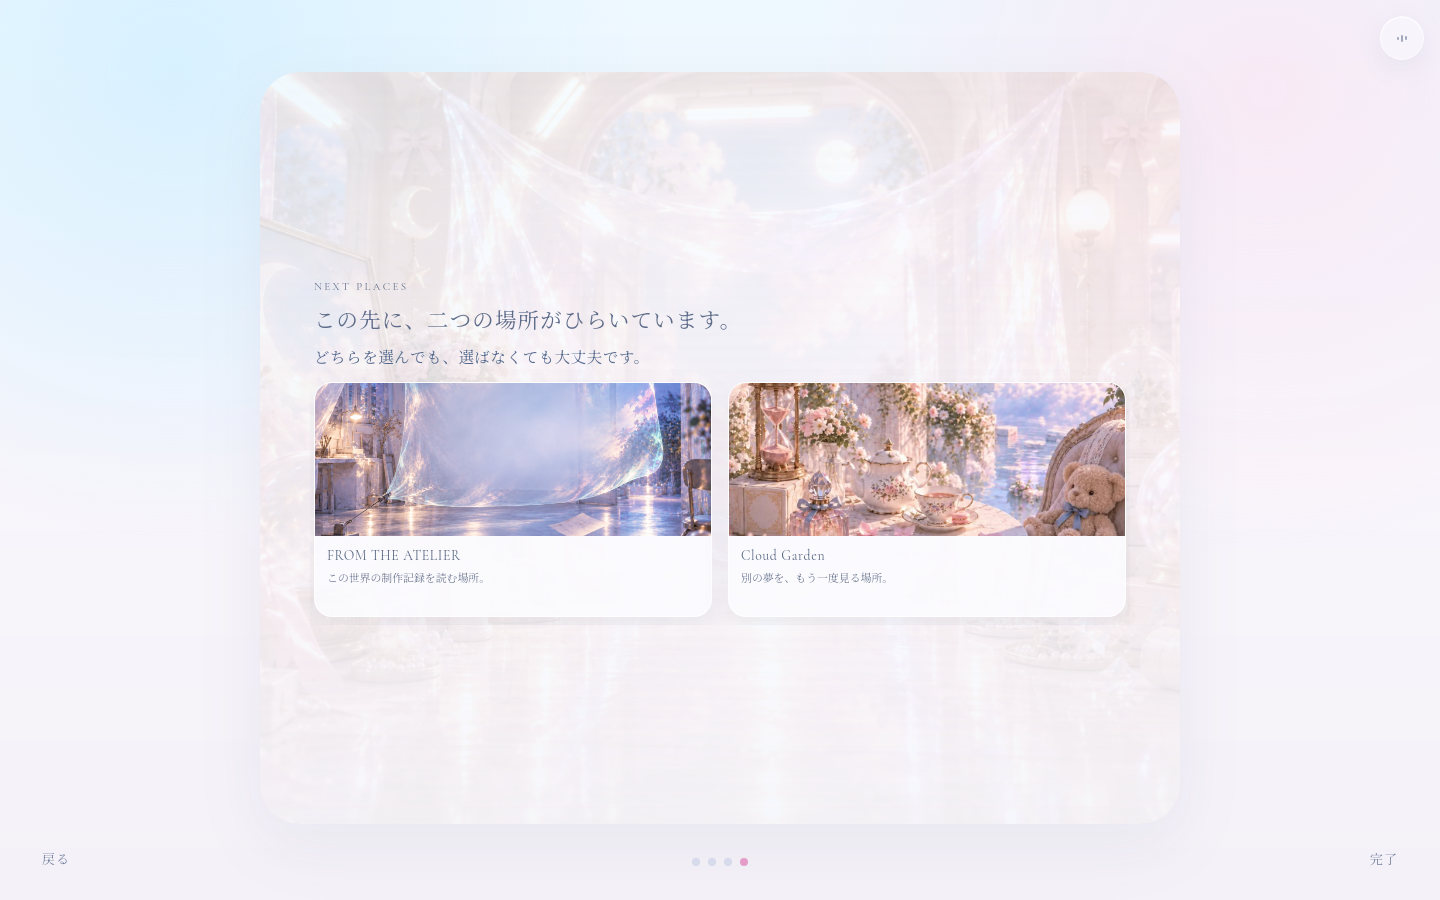 NEXT PLACES
この先に、二つの場所がひらいています。
どちらを選んでも、選ばなくても大丈夫です。
FROM THE ATELIER
この世界の制作記録を読む場所。
Cloud Garden
別の夢を、もう一度見る場所。
戻る
完了